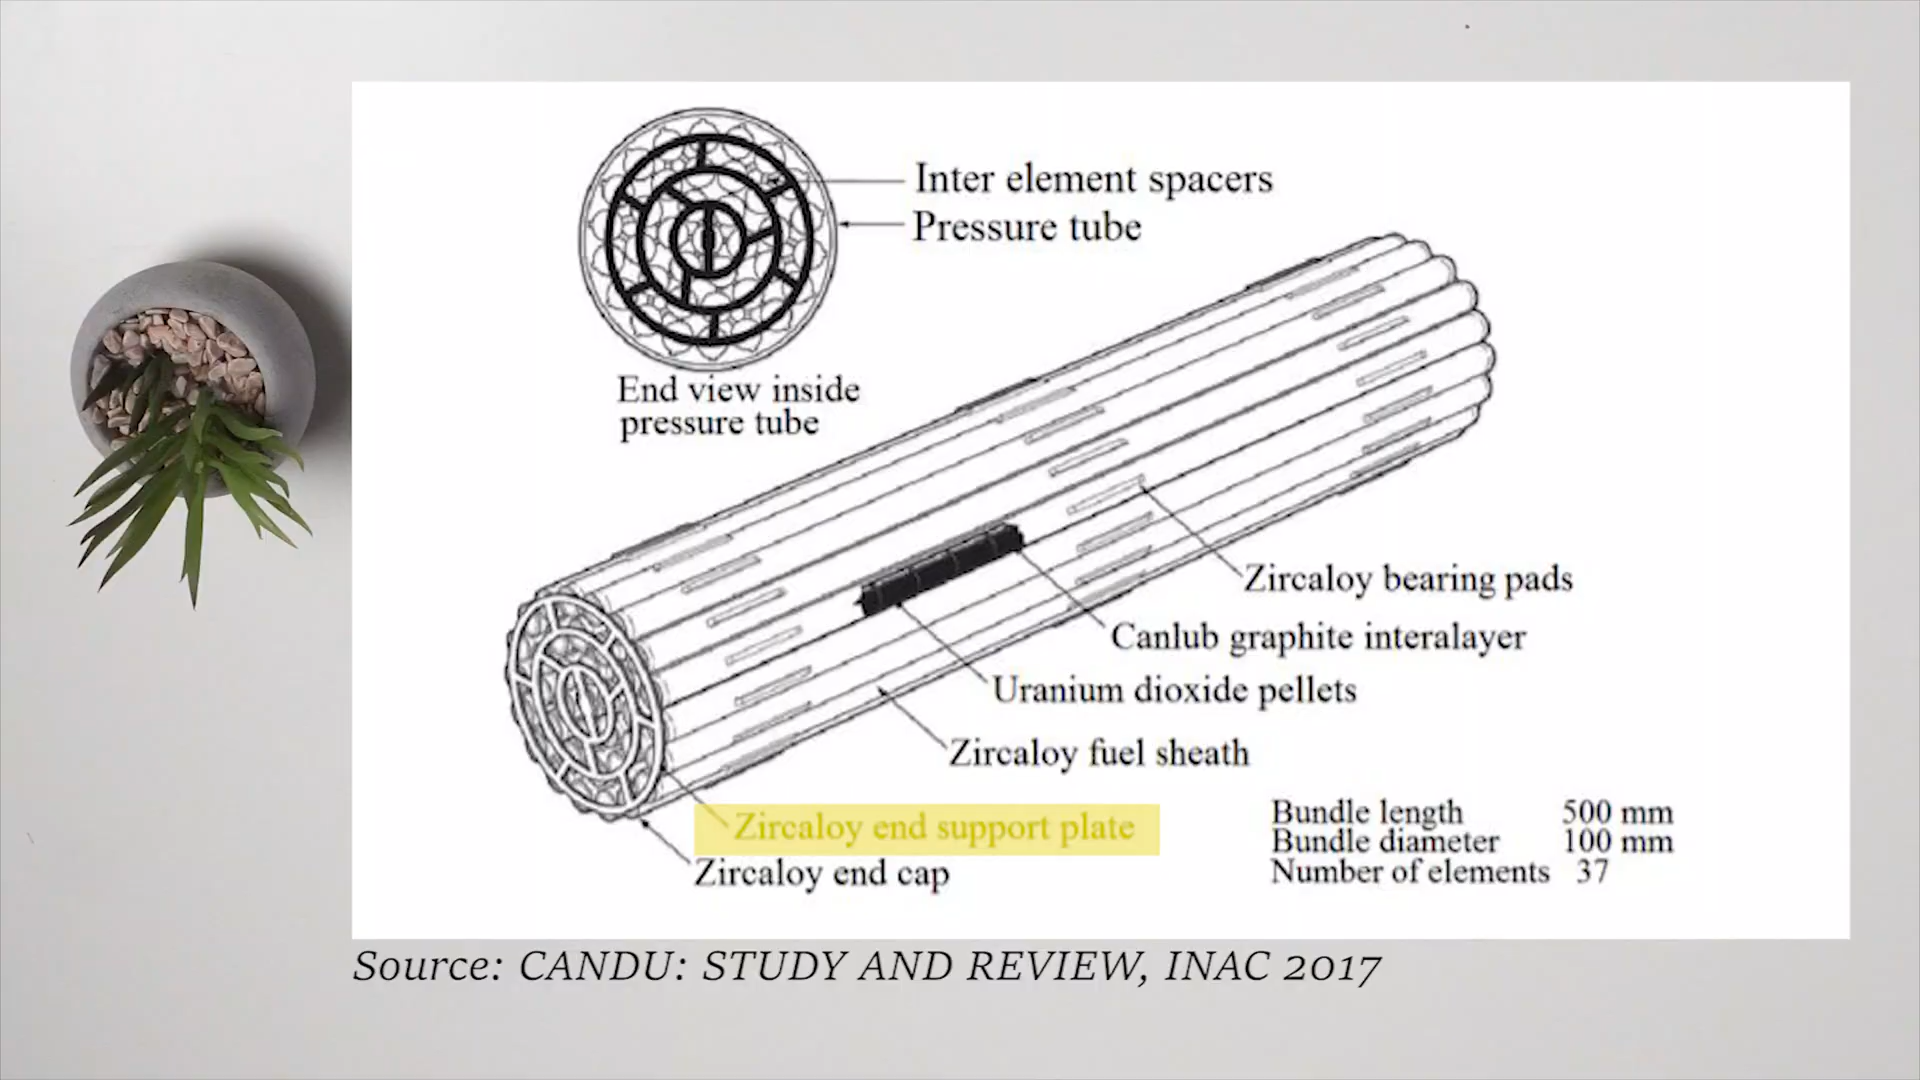 Inter element spacers
Pressure tube
End view inside
pressure tube
Zircaloy bearing pads
Canlub graphite interalayer
Uranium dioxide pellets
Zircaloy fuel sheath
Zircaloy end support plate
Zircaloy end cap
Bundle length 500 mm
Bundle diameter 100 mm
Number of elements 37
Source: CANDU: STUDY AND REVIEW, INAC 2017